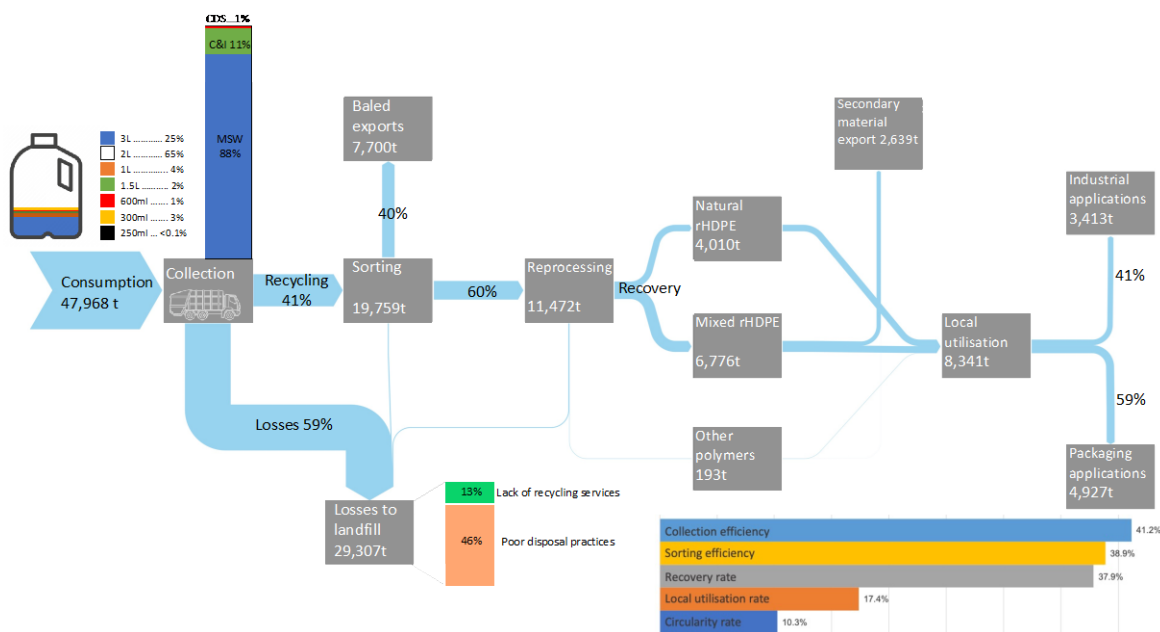 CDS 1%
C&I 11%
MSW
88%
3L ............ 25%
2L ............ 65%
1L ............ 4%
1.5L .......... 2%
600ml ....... 1%
300ml ...... 3%
250ml ... <0.1%
Consumption
47,968 t
Collection
Recycling
41%
Baled
exports
7,700t
40%
Sorting
19,759t
60%
Reprocessing
11,472t
Recovery
Natural
rHDPE
4,010t
Mixed rHDPE
6,776t
Other
polymers
193t
Secondary
material
export 2,639t
Local
utilisation
8,341t
Industrial
applications
3,413t
41%
59%
Packaging
applications
4,927t
Losses 59%
Losses to
landfill
29,307t
13%
Lack of recycling services
46%
Poor disposal practices
Collection efficiency
41.2%
Sorting efficiency
38.9%
Recovery rate
37.9%
Local utilisation rate
17.4%
Circularity rate
10.3%